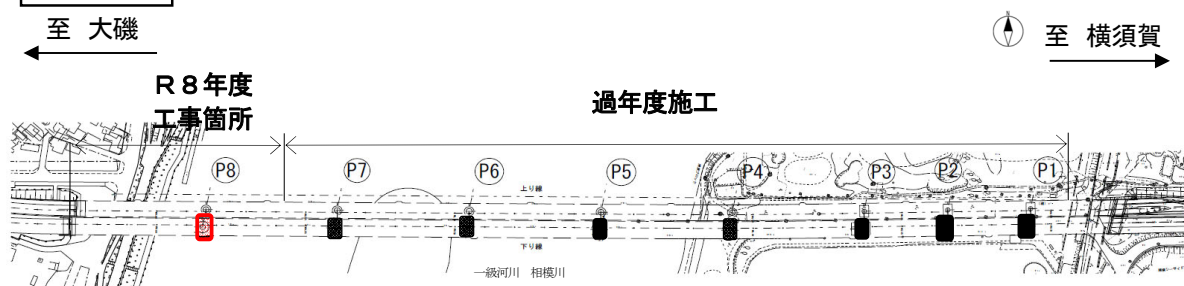 至 大磯
至 横須賀
R8年度
工事箇所
過年度施工
P8
P7
P6
P5
P4
P3
P2
P1
上り線
下り線
一級河川 相模川